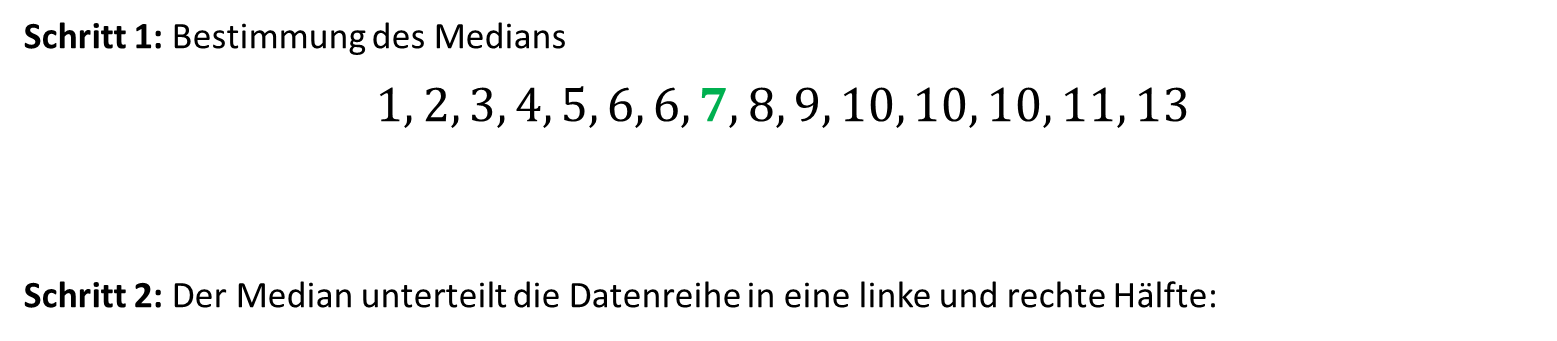 Schritt 1: Bestimmung des Medians
1, 2, 3, 4, 5, 6, 6, 7, 8, 9, 10, 10, 10, 11, 13
Schritt 2: Der Median unterteilt die Datenreihe in eine linke und rechte Hälfte: